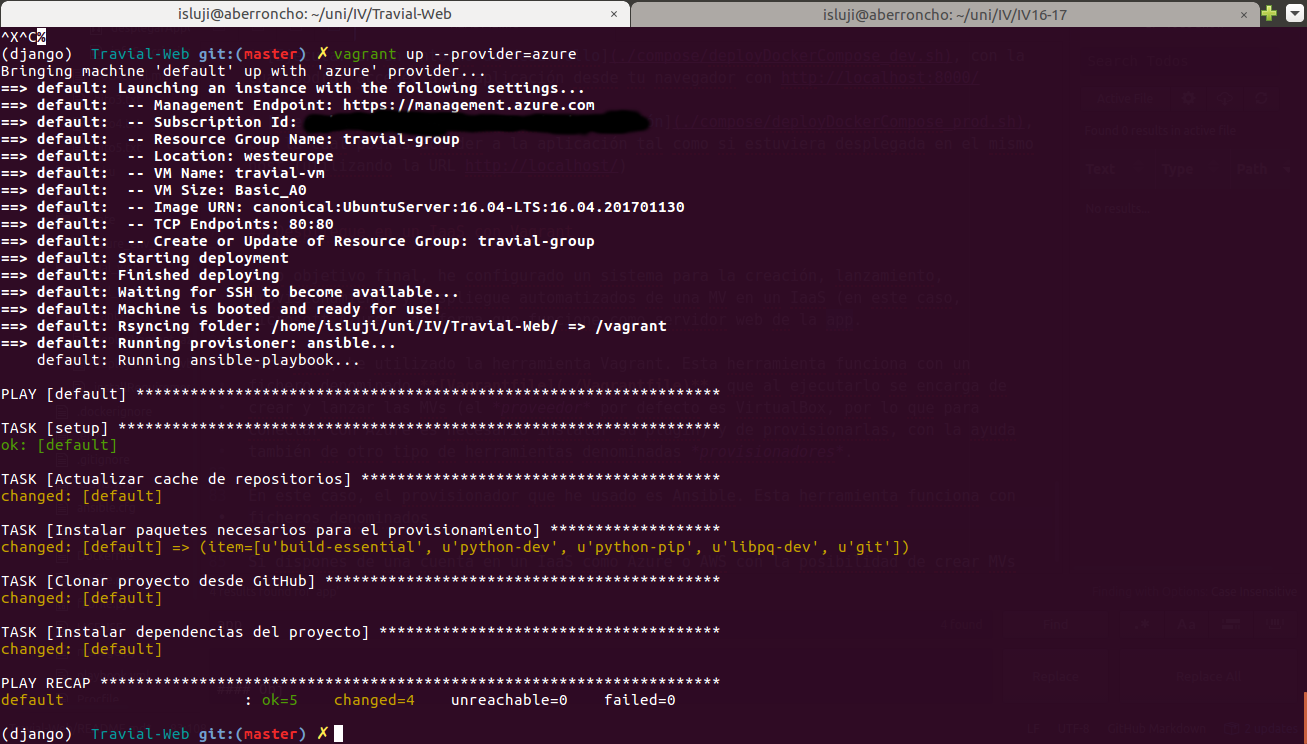 isluji@aberroncho: ~/uni/IV/Travial-Web × isluji@aberroncho: ~/uni/IV/IV16-17 ×
^X^C%
(django)  Travial-Web git:(master) ✗ vagrant up --provider=azure
Bringing machine 'default' up with 'azure' provider...
==> default: Launching an instance with the following settings...
==> default:  -- Management Endpoint: https://management.azure.com
==> default:  -- Subscription Id:
==> default:  -- Resource Group Name: travial-group
==> default:  -- Location: westeurope
==> default:  -- VM Name: travial-vm
==> default:  -- VM Size: Basic_A0
==> default:  -- Image URN: canonical:UbuntuServer:16.04-LTS:16.04.201701130
==> default:  -- TCP Endpoints: 80:80
==> default:  -- Create or Update of Resource Group: travial-group
==> default: Starting deployment
==> default: Finished deploying
==> default: Waiting for SSH to become available...
==> default: Machine is booted and ready for use!
==> default: Rsyncing folder: /home/isluji/uni/IV/Travial-Web/ => /vagrant
==> default: Running provisioner: ansible...
    default: Running ansible-playbook...
PLAY [default] *****************************************************************
TASK [setup] *******************************************************************
ok: [default]
TASK [Actualizar cache de repositorios] ****************************************
changed: [default]
TASK [Instalar paquetes necesarios para el provisionamiento] *******************
changed: [default] => (item=[u'build-essential', u'python-dev', u'python-pip', u'libpq-dev', u'git'])
TASK [Clonar proyecto desde GitHub] ********************************************
changed: [default]
TASK [Instalar dependencias del proyecto] **************************************
changed: [default]
PLAY RECAP *********************************************************************
default                    : ok=5    changed=4    unreachable=0    failed=0
(django)  Travial-Web git:(master) ✗